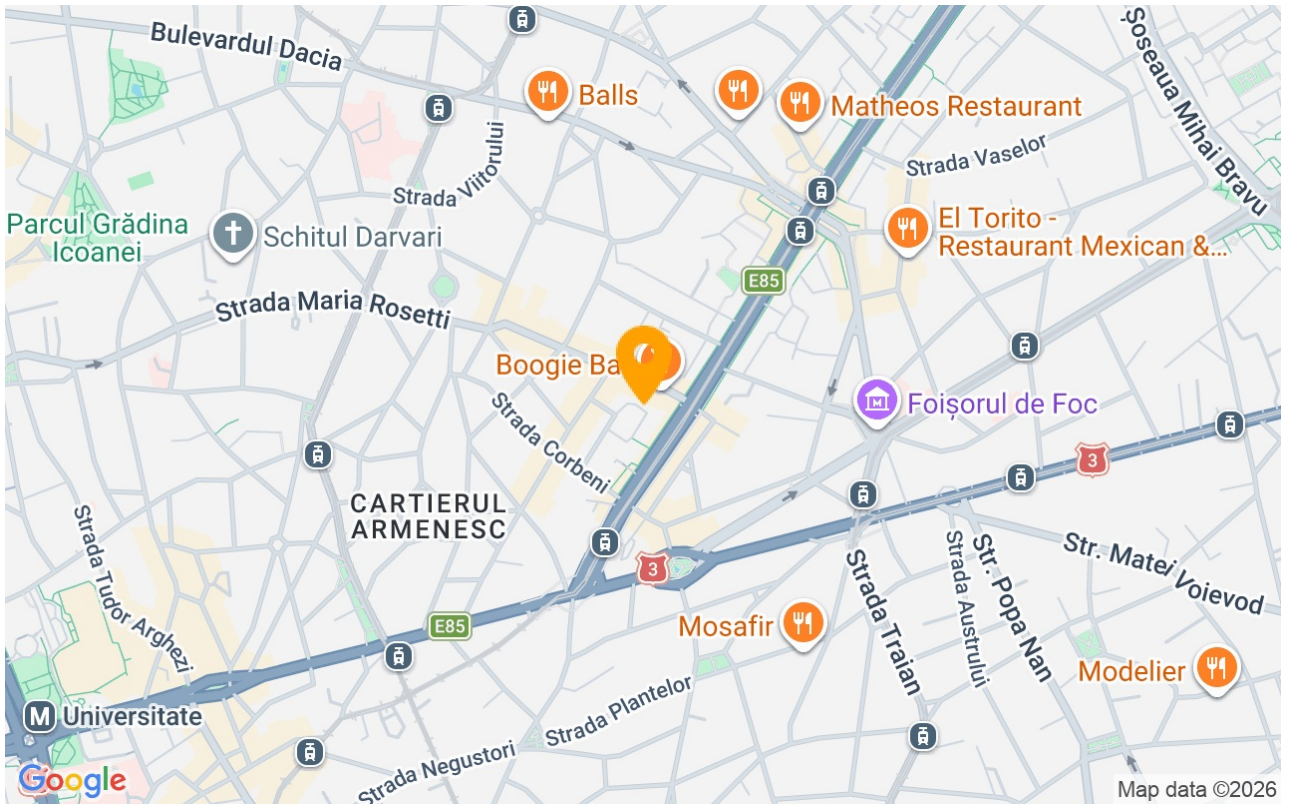 Bulevardul Dacia
Balls
Matheos Restaurant
Șoseaua Mihai Bravu
Strada Vaselor
Strada Viitorului
Parcul Grădina
Icoanei
Schitul Darvari
El Torito -
Restaurant Mexican &...
E85
Strada Maria Rosetti
Boogie Ba
Foișorul de Foc
Strada Corbeni
3
CARTIERUL
ARMENESC
3
Strada Tudor Arghezi
Str. Matei Voievod
Str. Popa Nan
Strada Austrului
Strada Traian
E85
Mosafir
Modelier
M
Universitate
Strada Plantelor
Strada Negustori
Google
Map data ©2026